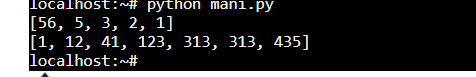 localhost:~# python mani.py
[56, 5, 3, 2, 1]
[1, 12, 41, 123, 313, 313, 435]
localhost:~#